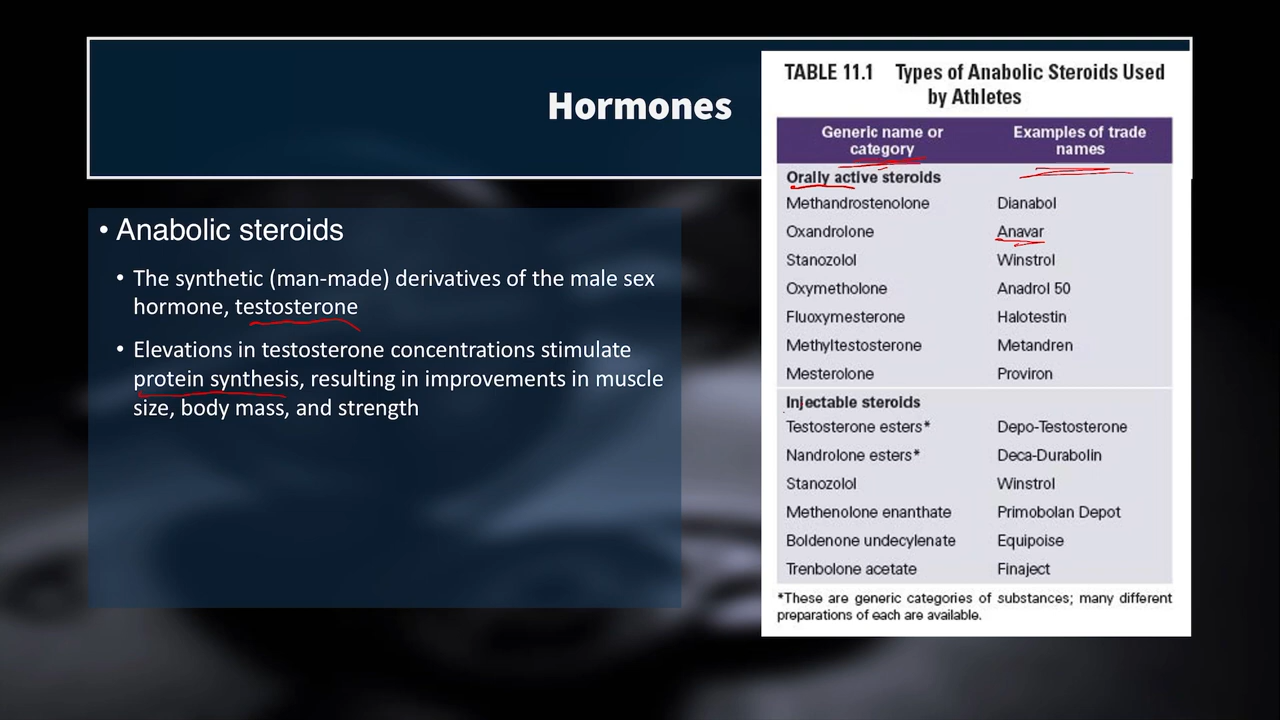 Hormones
• Anabolic steroids
• The synthetic (man-made) derivatives of the male sex
hormone, testosterone
• Elevations in testosterone concentrations stimulate
protein synthesis, resulting in improvements in muscle
size, body mass, and strength
TABLE 11.1 Types of Anabolic Steroids Used
by Athletes
Generic name or
category
Examples of trade
names
Orally active steroids
Methandrostenolone Dianabol
Oxandrolone Anavar
Stanozolol Winstrol
Oxymetholone Anadrol 50
Fluoxymesterone Halotestin
Methyltestosterone Metandren
Mesterolone Proviron
Injectable steroids
Testosterone esters* Depo-Testosterone
Nandrolone esters* Deca-Durabolin
Stanozolol Winstrol
Methenolone enanthate Primobolan Depot
Boldenone undecylenate Equipoise
Trenbolone acetate Finaject
*These are generic categories of substances; many different
preparations of each are available.